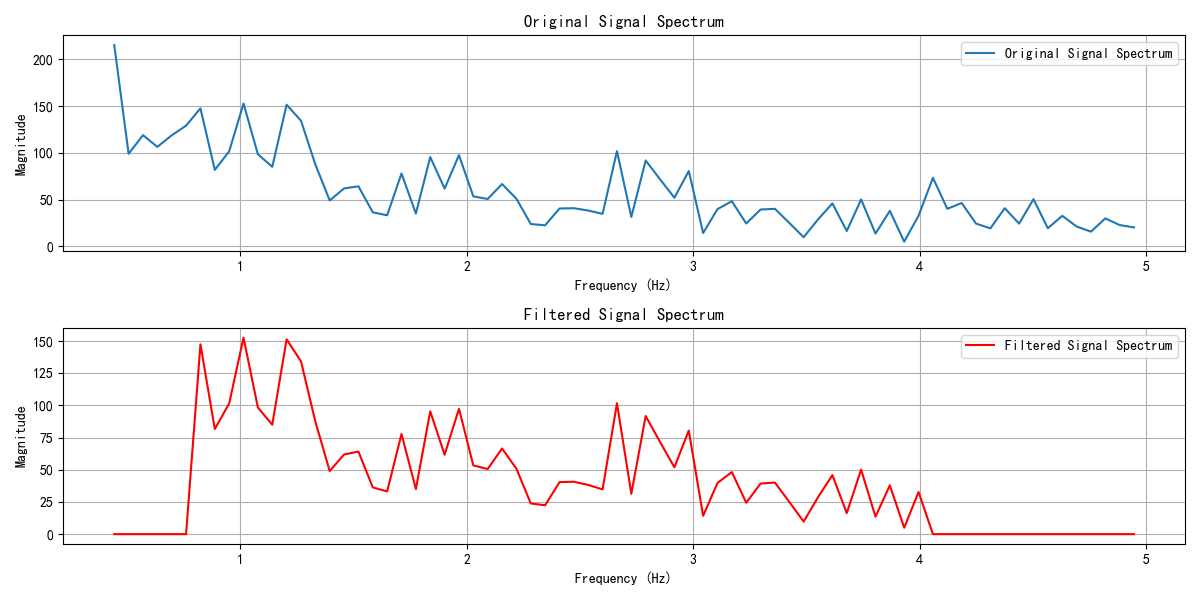 Original Signal Spectrum
Original Signal Spectrum
Magnitude
200
150
100
50
0
1
2
3
4
5
Frequency (Hz)
Filtered Signal Spectrum
Filtered Signal Spectrum
Magnitude
150
125
100
75
50
25
0
1
2
3
4
5
Frequency (Hz)